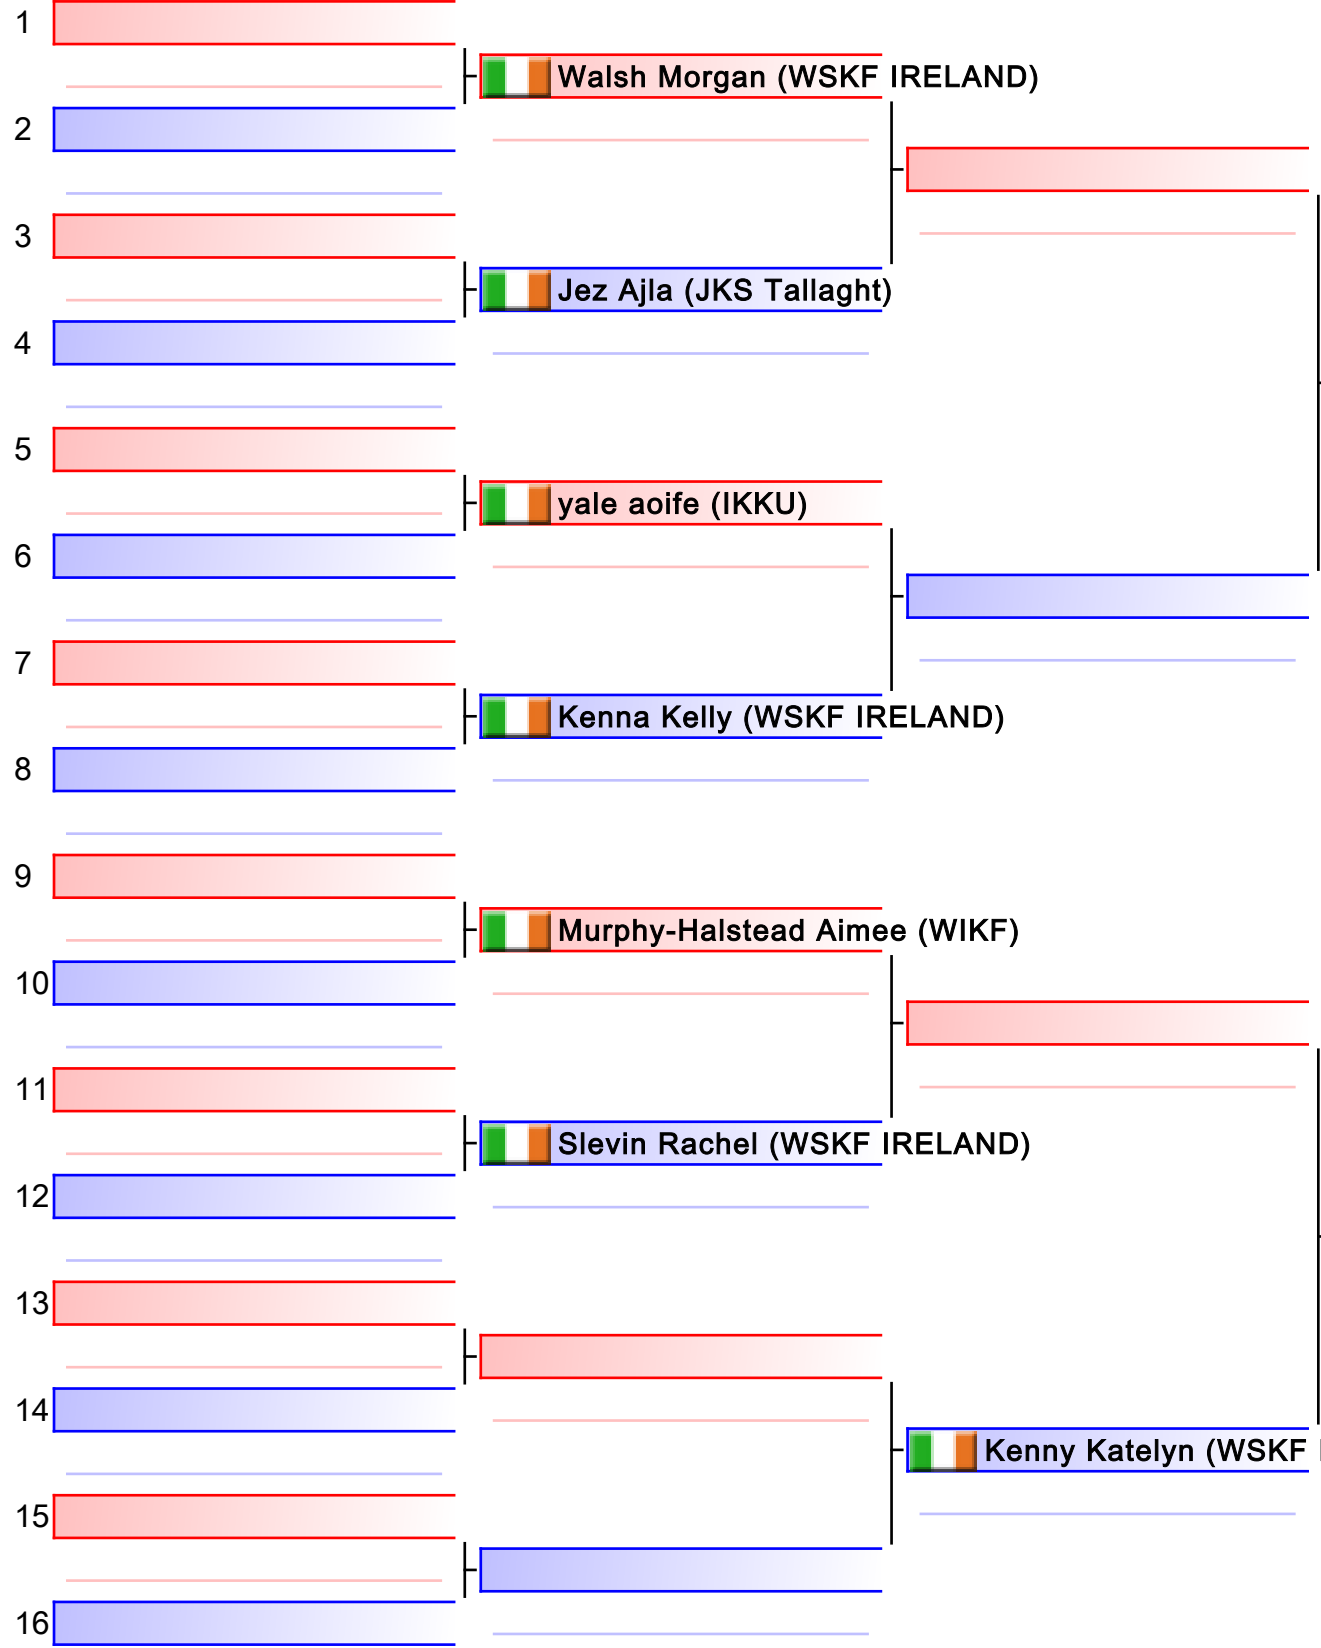 1
Walsh Morgan (WSKF IRELAND)
2
3
Jez Ajla (JKS Tallaght)
4
5
yale aoife (IKKU)
6
7
Kenna Kelly (WSKF IRELAND)
8
9
Murphy-Halstead Aimee (WIKF)
10
11
Slevin Rachel (WSKF IRELAND)
12
13
14
Kenny Katelyn (WSKF
15
16